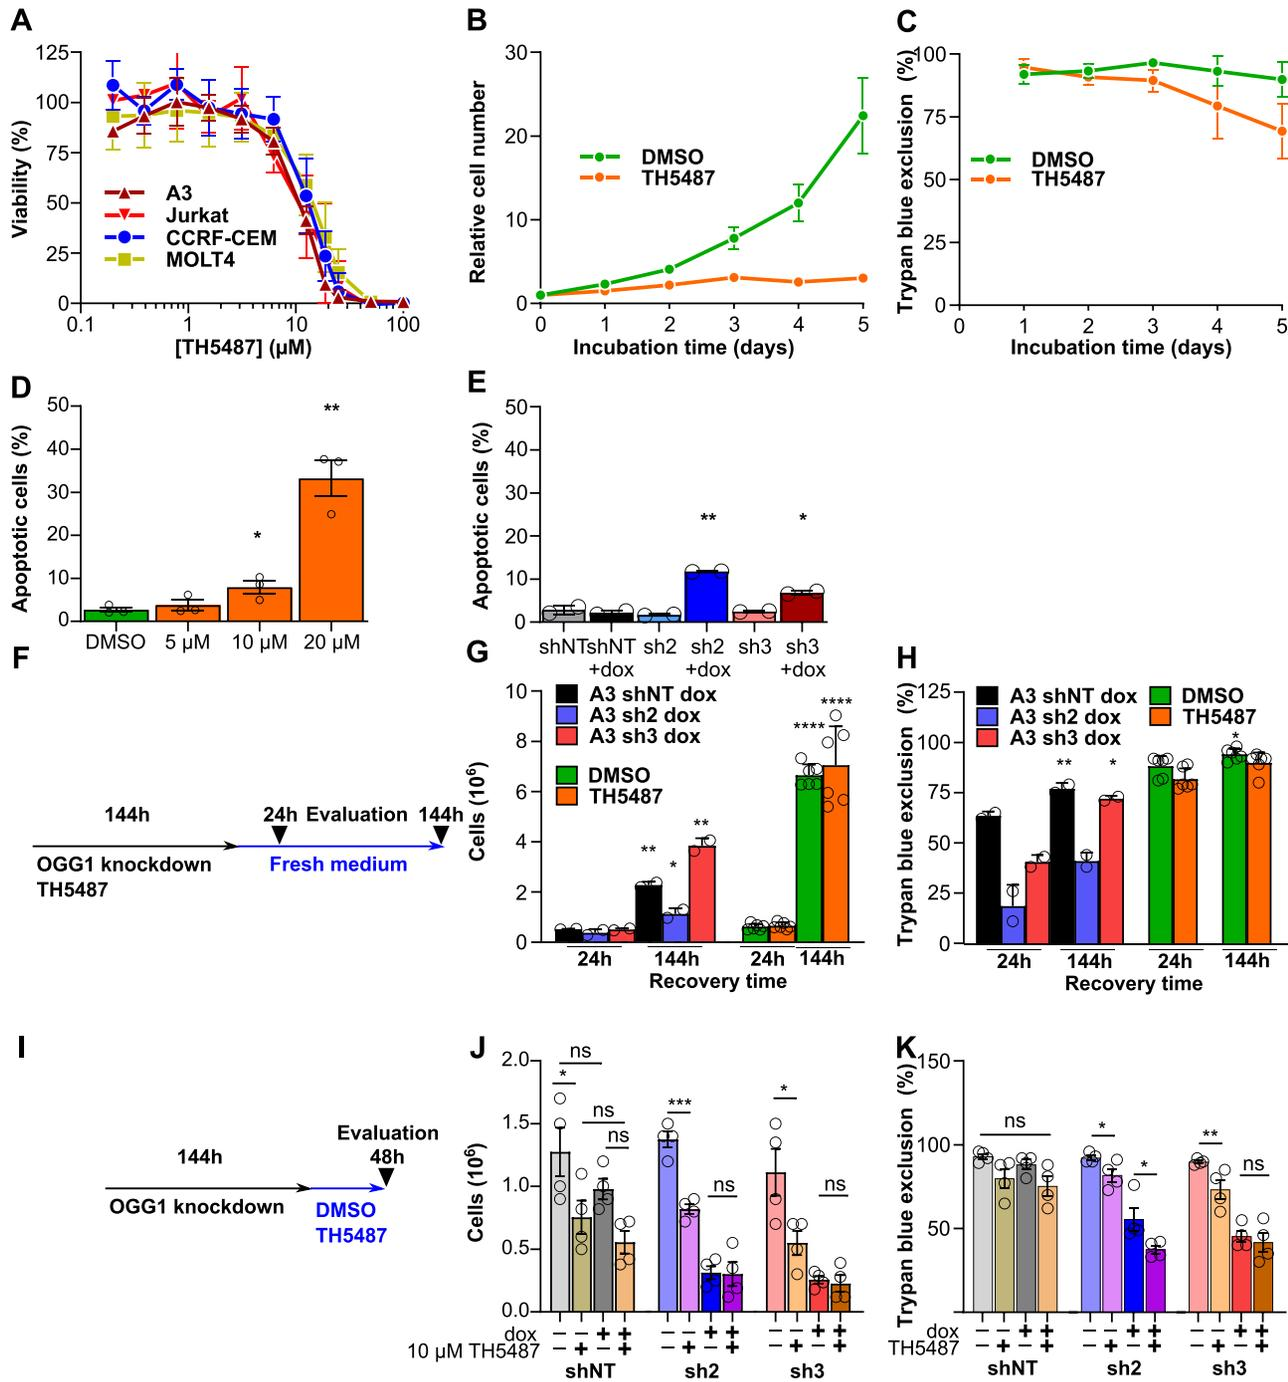 A
125
100
75
50
25
0
Viability (%)
A3
Jurkat
CCRF-CEM
MOLT4
0.1
1
10
100
[TH5487] (µM)
B
30
20
10
0
Relative cell number
DMSO
TH5487
0
1
2
3
4
5
Incubation time (days)
C
100
75
50
25
0
Trypan blue exclusion (%)
DMSO
TH5487
0
1
2
3
4
5
Incubation time (days)
D
50
40
30
20
10
0
Apoptotic cells (%)
*
**
DMSO
5 µM
10 µM
20 µM
E
50
40
30
20
10
0
Apoptotic cells (%)
**
*
shNT
shNT
+dox
sh2
sh2
+dox
sh3
sh3
+dox
F
144h
24h Evaluation 144h
OGG1 knockdown
TH5487
Fresh medium
G
10
8
6
4
2
0
Cells (10⁶)
A3 shNT dox
A3 sh2 dox
A3 sh3 dox
DMSO
TH5487
**
*
**
****
****
24h
144h
24h
144h
Recovery time
H
125
100
75
50
25
0
Trypan blue exclusion (%)
A3 shNT dox
A3 sh2 dox
A3 sh3 dox
DMSO
TH5487
**
*
*
24h
144h
24h
144h
Recovery time
I
144h
Evaluation
48h
OGG1 knockdown
DMSO
TH5487
J
2.0
1.5
1.0
0.5
0.0
Cells (10⁶)
ns
*
ns
ns
***
ns
*
ns
dox − − + + − − + + − − + +
10 µM TH5487 − + − + − + − + − + − +
shNT
sh2
sh3
K
150
100
50
Trypan blue exclusion (%)
ns
*
*
**
ns
dox − − + + − − + + − − + +
TH5487 − + − + − + − + − + − +
shNT
sh2
sh3